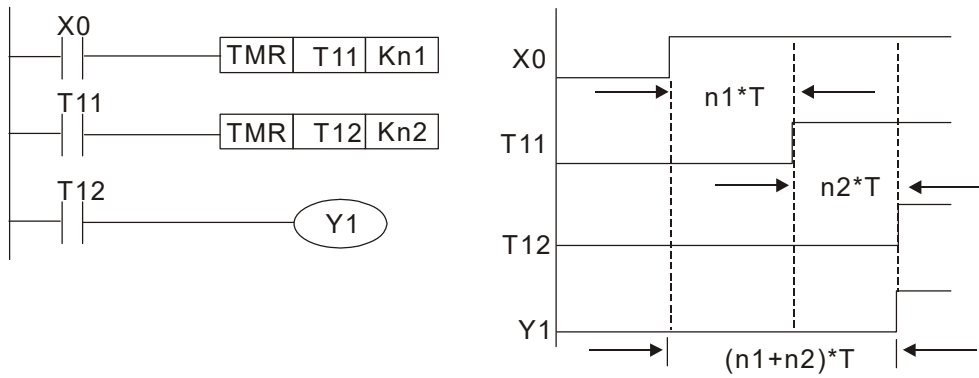 X0
TMR T11 Kn1
T11
TMR T12 Kn2
T12
Y1
X0
n1*T
T11
n2*T
T12
Y1
(n1+n2)*T